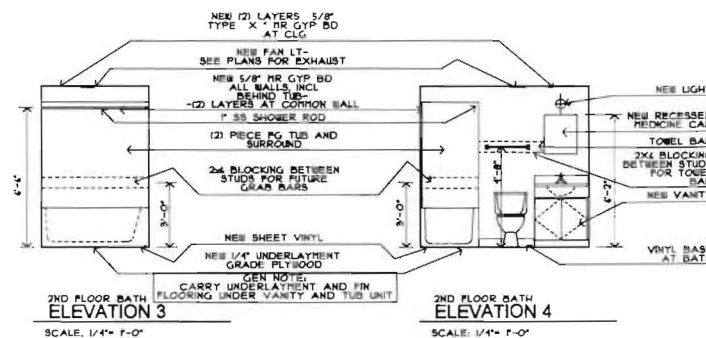 NEW (2) LAYERS 5/8"
TYPE X " MR GYP BD
AT CLG
NEW FAN LT-
SEE PLANS FOR EXHAUST
NEW 5/8" MR GYP BD
ALL WALLS, INCL
BEHIND TUB-
-(2) LAYERS AT COMMON WALL
1" SS SHOWER ROD
(2) PIECE FG TUB AND
SURROUND
2x6 BLOCKING BETWEEN
STUDS FOR FUTURE
GRAB BARS
NEW SHEET VINYL
NEW 1/4" UNDERLAYMENT
GRADE PLYWOOD
GEN NOTE:
CARRY UNDERLAYMENT AND FIN
FLOORING UNDER VANITY AND TUB UNIT
6'-6"
3'-0"
2ND FLOOR BATH
ELEVATION 3
SCALE, 1/4"= 1'-0"
NEW LIGH
NEW RECESSE
MEDICINE CA
TOWEL BA
2X6 BLOCKING
BETWEEN STUD
FOR TOWE
BA
NEW VANIT
VINYL BAS
AT BAT
3'-0"
4'-8"
6'-2"
2ND FLOOR BATH
ELEVATION 4
SCALE: 1/4"= 1'-0"